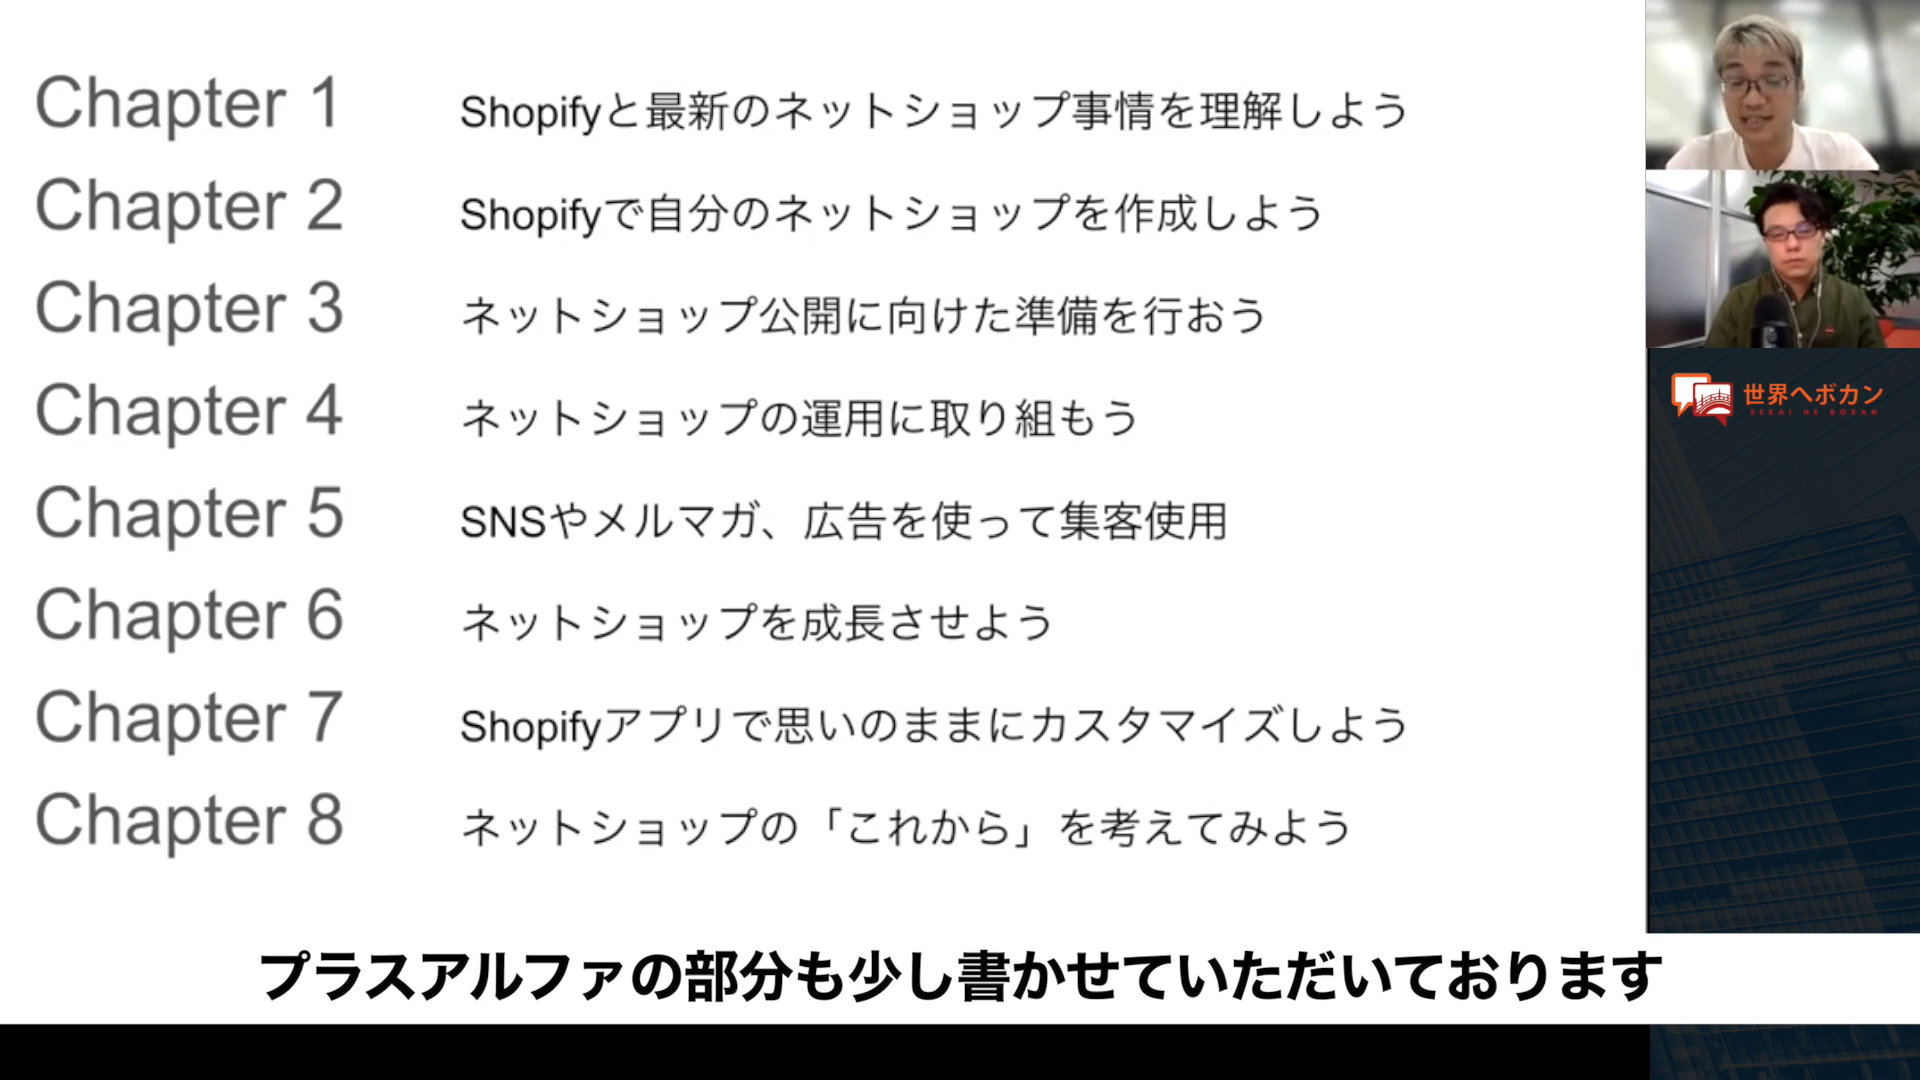 Chapter 1 Shopifyと最新のネットショップ事情を理解しよう
Chapter 2 Shopifyで自分のネットショップを作成しよう
Chapter 3 ネットショップ公開に向けた準備を行おう
Chapter 4 ネットショップの運用に取り組もう
Chapter 5 SNSやメルマガ、広告を使って集客使用
Chapter 6 ネットショップを成長させよう
Chapter 7 Shopifyアプリで思いのままにカスタマイズしよう
Chapter 8 ネットショップの「これから」を考えてみよう
世界へボカン
SEKAI HE BOKAN
プラスアルファの部分も少し書かせていただいております